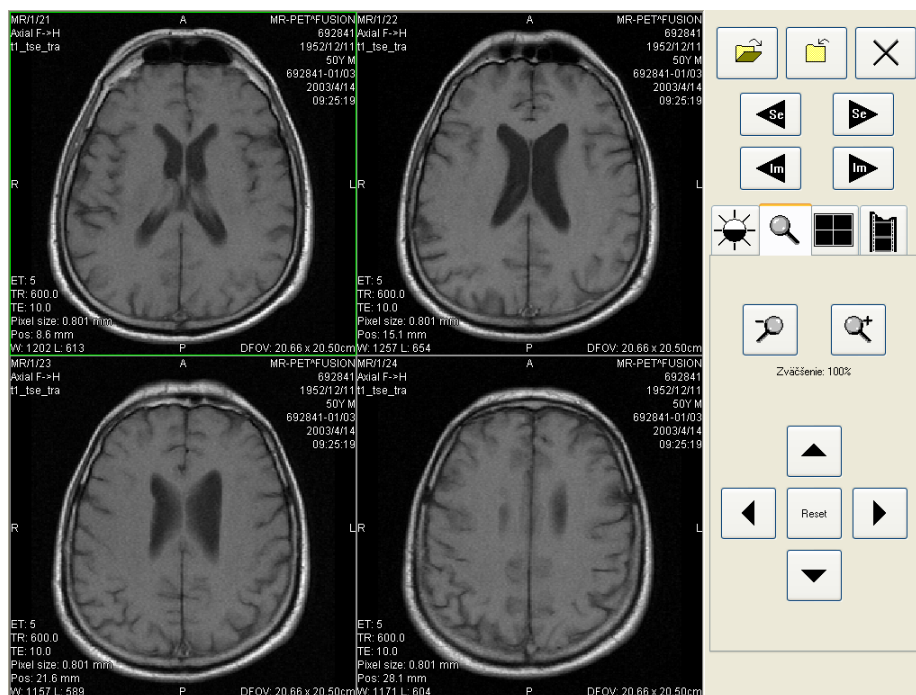 MR/1/21 A MR-PET^FUSION
Axial F->H 692841
t1_tse_tra 1952/12/11
50Y M
692841-01/03
2003/4/14
09:25:19
R L
ET: 5
TR: 600.0
TE: 10.0
Pixel size: 0.801 mm
Pos: 8.6 mm
W: 1202 L: 613 P DFOV: 20.66 x 20.50cm
MR/1/22 A MR-PET^FUSION
Axial F->H 692841
t1_tse_tra 1952/12/11
50Y M
692841-01/03
2003/4/14
09:25:19
R L
ET: 5
TR: 600.0
TE: 10.0
Pixel size: 0.801 mm
Pos: 15.1 mm
W: 1257 L: 654 P DFOV: 20.66 x 20.50cm
MR/1/23 A MR-PET^FUSION
Axial F->H 692841
t1_tse_tra 1952/12/11
50Y M
692841-01/03
2003/4/14
09:25:19
R L
ET: 5
TR: 600.0
TE: 10.0
Pixel size: 0.801 mm
Pos: 21.6 mm
W: 1157 L: 589 P DFOV: 20.66 x 20.50cm
MR/1/24 A MR-PET^FUSION
Axial F->H 692841
t1_tse_tra 1952/12/11
50Y M
692841-01/03
2003/4/14
09:25:19
R L
ET: 5
TR: 600.0
TE: 10.0
Pixel size: 0.801 mm
Pos: 28.1 mm
W: 1171 L: 604 P DFOV: 20.66 x 20.50cm
Se Se
Im Im
Zväčšenie: 100%
Reset